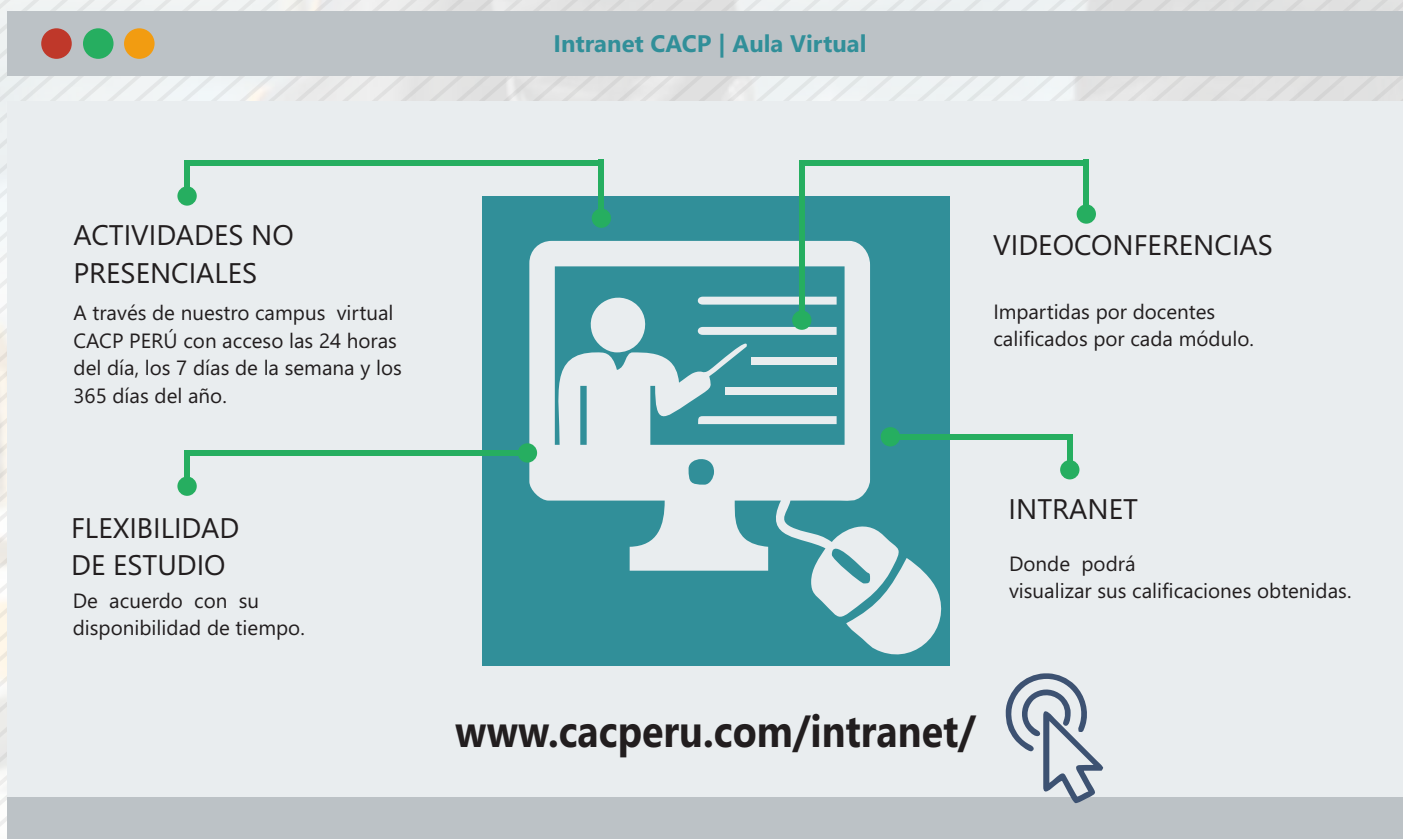 Intranet CACP | Aula Virtual
ACTIVIDADES NO
PRESENCIALES
A través de nuestro campus virtual
CACP PERÚ con acceso las 24 horas
del día, los 7 días de la semana y los
365 días del año.
VIDEOCONFERENCIAS
Impartidas por docentes
calificados por cada módulo.
FLEXIBILIDAD
DE ESTUDIO
De acuerdo con su
disponibilidad de tiempo.
INTRANET
Donde podrá
visualizar sus calificaciones obtenidas.
www.cacperu.com/intranet/